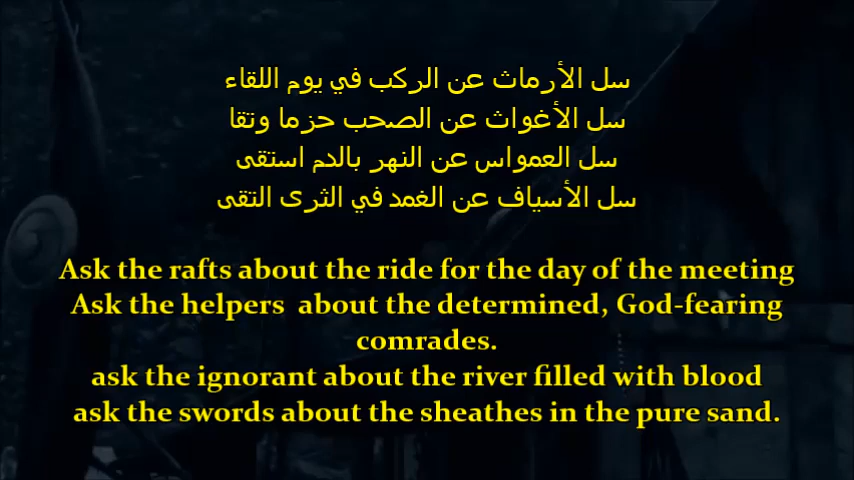 سل الأرماث عن الركب في يوم اللقاء
سل الأغواث عن الصحب حزما وتقا
سل العمواس عن النهر بالدم استقى
سل الأسياف عن الغمد في الثرى التقى
Ask the rafts about the ride for the day of the meeting
Ask the helpers  about the determined, God-fearing
comrades.
ask the ignorant about the river filled with blood
ask the swords about the sheathes in the pure sand.